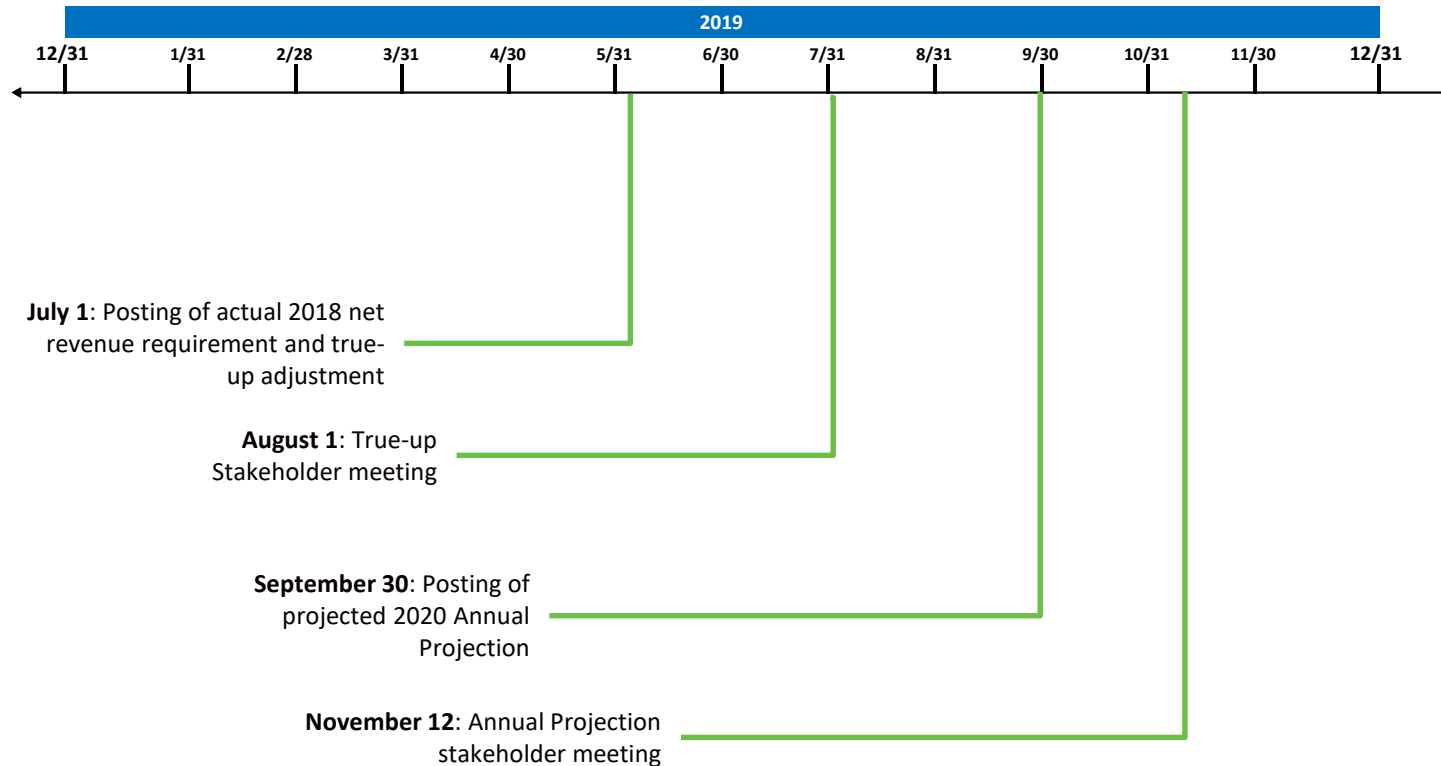 2019
12/31 1/31 2/28 3/31 4/30 5/31 6/30 7/31 8/31 9/30 10/31 11/30 12/31
July 1: Posting of actual 2018 net
revenue requirement and true-
up adjustment
August 1: True-up
Stakeholder meeting
September 30: Posting of
projected 2020 Annual
Projection
November 12: Annual Projection
stakeholder meeting